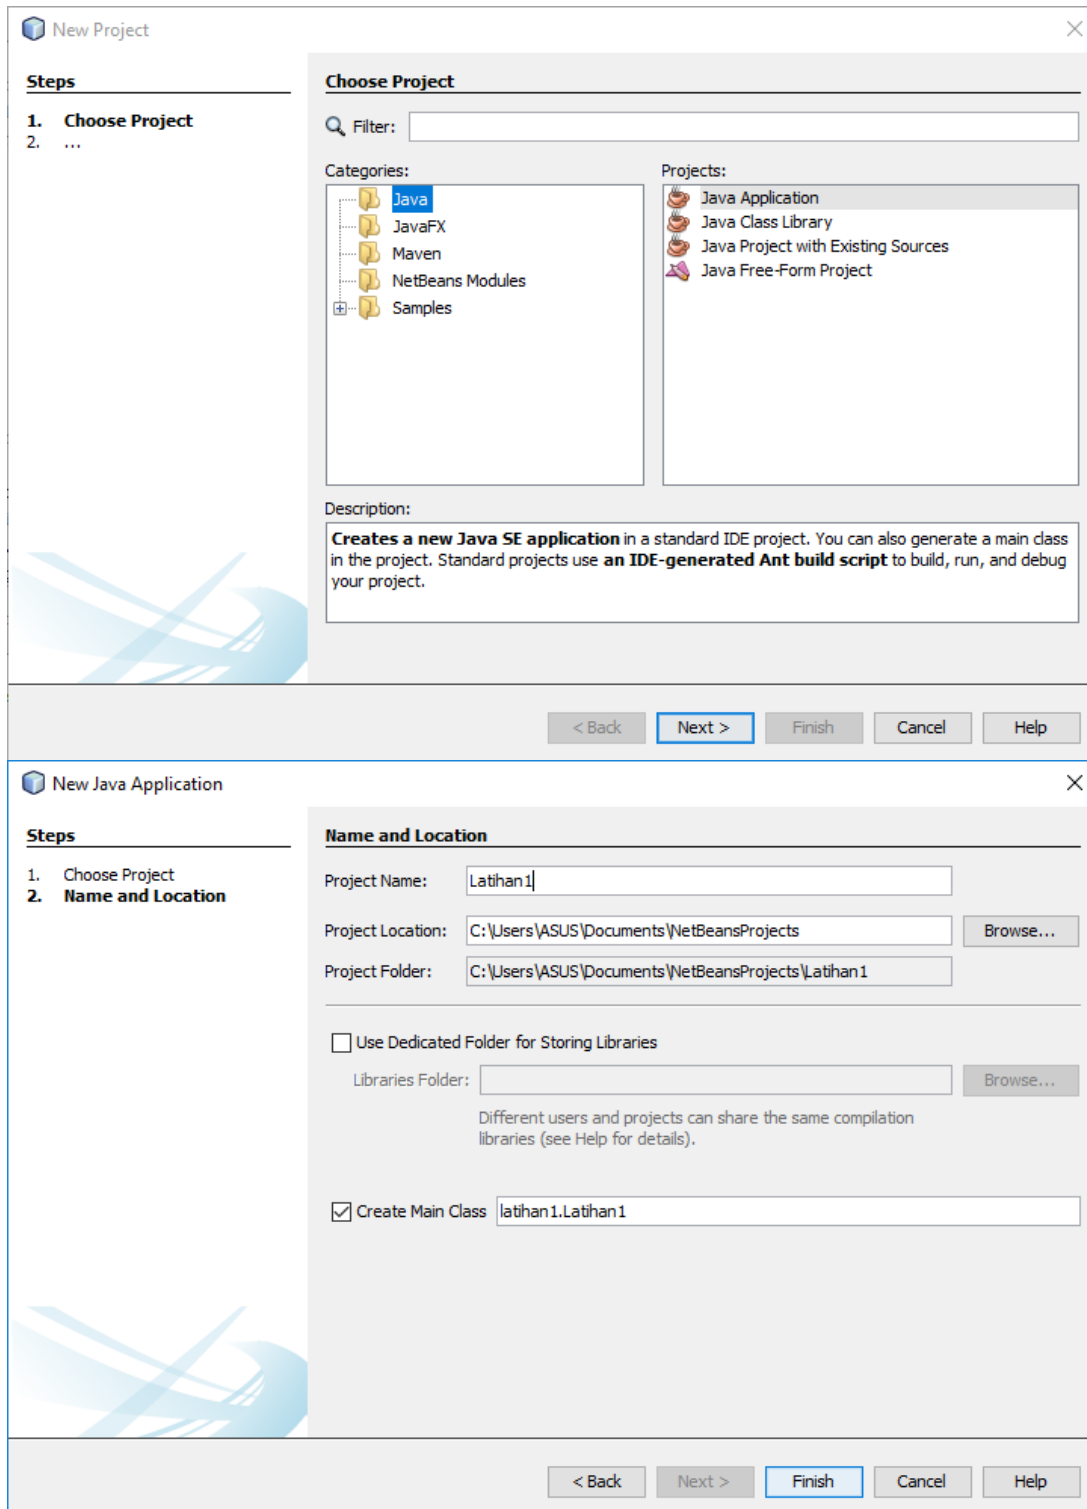 New Project
Steps
1. Choose Project
2. ...
Choose Project
Filter:
Categories:
Java
JavaFX
Maven
NetBeans Modules
Samples
Projects:
Java Application
Java Class Library
Java Project with Existing Sources
Java Free-Form Project
Description:
Creates a new Java SE application in a standard IDE project. You can also generate a main class
in the project. Standard projects use an IDE-generated Ant build script to build, run, and debug
your project.
< Back Next > Finish Cancel Help
New Java Application
Steps
1. Choose Project
2. Name and Location
Name and Location
Project Name: Latihan1
Project Location: C:\Users\ASUS\Documents\NetBeansProjects Browse...
Project Folder: C:\Users\ASUS\Documents\NetBeansProjects\Latihan1
Use Dedicated Folder for Storing Libraries
Libraries Folder: Browse...
Different users and projects can share the same compilation
libraries (see Help for details).
Create Main Class latihan1.Latihan1
< Back Next > Finish Cancel Help